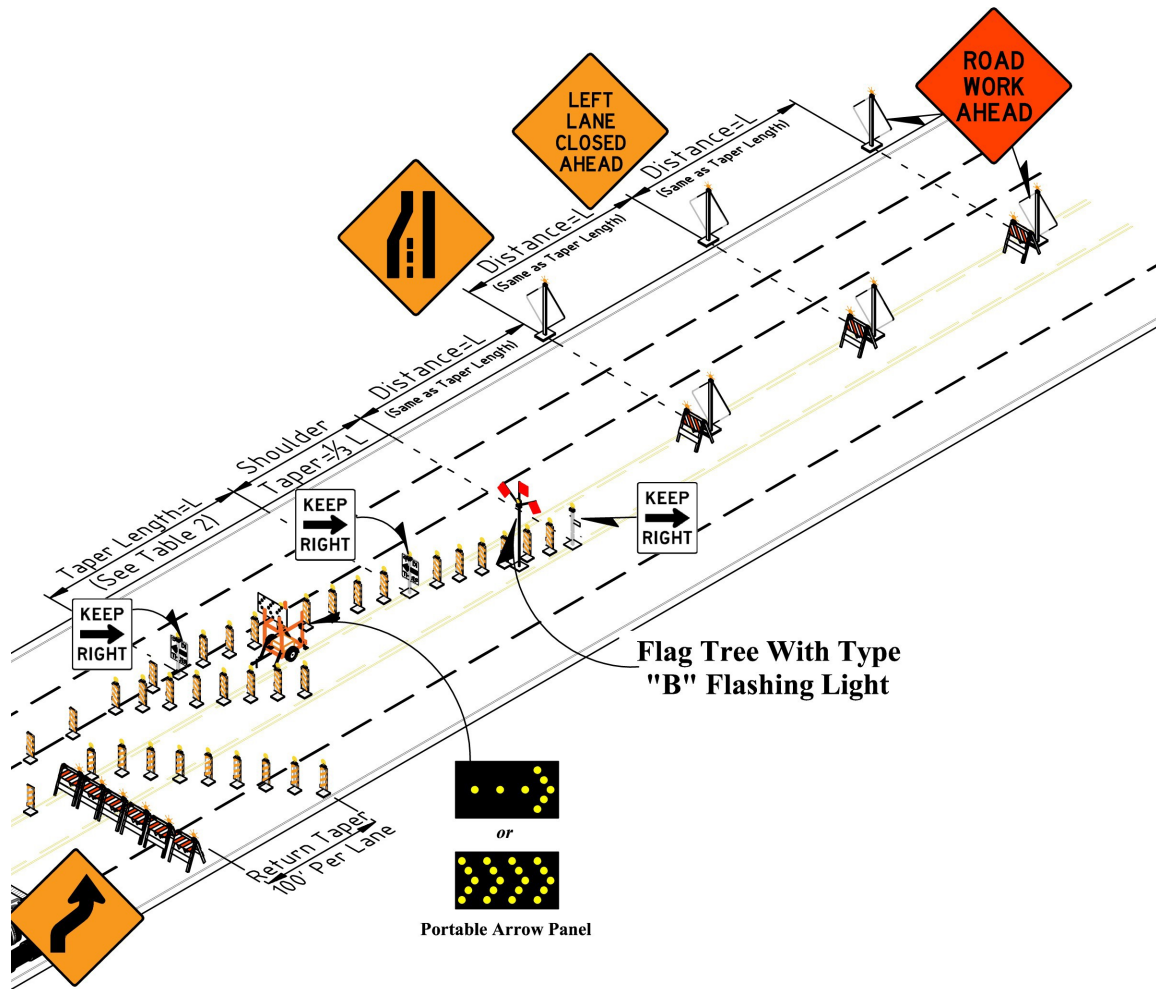 ROAD
WORK
AHEAD
LEFT
LANE
CLOSED
AHEAD
Distance=L
(Same as Taper Length)
Distance=L
(Same as Taper Length)
Distance=L
(Same as Taper Length)
Shoulder
Taper=⅓ L
Taper Length=L
(See Table 2)
KEEP
RIGHT
KEEP
RIGHT
KEEP
RIGHT
Flag Tree With Type
"B" Flashing Light
or
Portable Arrow Panel
Return Taper
100' Per Lane